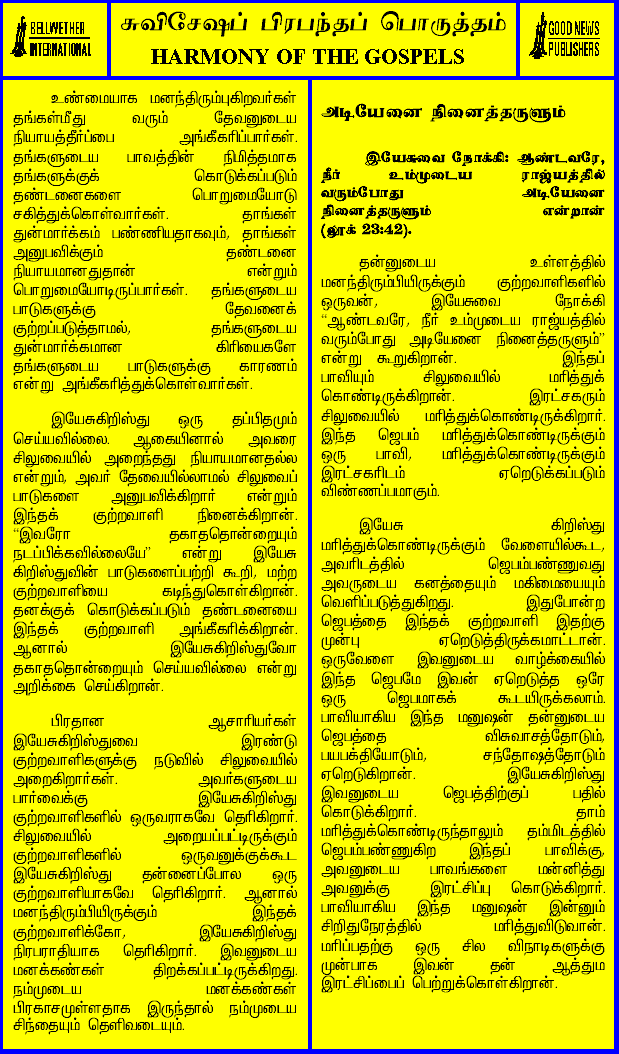 BELLWETHER
INTERNATIONAL
சுவிசேஷப் பிரபந்தப் பொருத்தம்
HARMONY OF THE GOSPELS
GOOD NEWS
PUBLISHERS
உண்மையாக மனந்திரும்புகிறவர்கள்
தங்கள்மீது வரும் தேவனுடைய
நியாயத்தீர்ப்பை அங்கீகரிப்பார்கள்.
தங்களுடைய பாவத்தின் நிமித்தமாக
தங்களுக்குக் கொடுக்கப்படும்
தண்டனைகளை பொறுமையோடு
சகித்துக்கொள்வார்கள். தாங்கள்
துன்மார்க்கம் பண்ணியதாகவும், தாங்கள்
அனுபவிக்கும் தண்டனை
நியாயமானதுதான் என்றும்
பொறுமையோடிருப்பார்கள். தங்களுடைய
பாடுகளுக்கு தேவனைக்
குற்றப்படுத்தாமல், தங்களுடைய
துன்மார்க்கமான கிரியைகளே
தங்களுடைய பாடுகளுக்கு காரணம்
என்று அங்கீகரித்துக்கொள்வார்கள்.
இயேசுகிறிஸ்து ஒரு தப்பிதமும்
செய்யவில்லை. ஆகையினால் அவரை
சிலுவையில் அறைந்தது நியாயமானதல்ல
என்றும், அவர் தேவையில்லாமல் சிலுவைப்
பாடுகளை அனுபவிக்கிறார் என்றும்
இந்தக் குற்றவாளி நினைக்கிறான்.
“இவரோ தகாததொன்றையும்
நடப்பிக்கவில்லையே” என்று இயேசு
கிறிஸ்துவின் பாடுகளைப்பற்றி கூறி, மற்ற
குற்றவாளியை கடிந்துகொள்கிறான்.
தனக்குக் கொடுக்கப்படும் தண்டனையை
இந்தக் குற்றவாளி அங்கீகரிக்கிறான்.
ஆனால் இயேசுகிறிஸ்துவோ
தகாததொன்றையும் செய்யவில்லை என்று
அறிக்கை செய்கிறான்.
பிரதான ஆசாரியர்கள்
இயேசுகிறிஸ்துவை இரண்டு
குற்றவாளிகளுக்கு நடுவில் சிலுவையில்
அறைகிறார்கள். அவர்களுடைய
பார்வைக்கு இயேசுகிறிஸ்து
குற்றவாளிகளில் ஒருவராகவே தெரிகிறார்.
சிலுவையில் அறையப்பட்டிருக்கும்
குற்றவாளிகளில் ஒருவனுக்குக்கூட
இயேசுகிறிஸ்து தன்னைப்போல ஒரு
குற்றவாளியாகவே தெரிகிறார். ஆனால்
மனந்திரும்பியிருக்கும் இந்தக்
குற்றவாளிக்கோ, இயேசுகிறிஸ்து
நிரபராதியாக தெரிகிறார். இவனுடைய
மனக்கண்கள் திறக்கப்பட்டிருக்கிறது.
நம்முடைய மனக்கண்கள்
பிரகாசமுள்ளதாக இருந்தால் நம்முடைய
சிந்தையும் தெளிவடையும்.
அடியேனை நினைத்தருளும்
இயேசுவை நோக்கி: ஆண்டவரே,
நீர் உம்முடைய ராஜ்யத்தில்
வரும்போது அடியேனை
நினைத்தருளும் என்றான்
(லூக் 23:42).
தன்னுடைய உள்ளத்தில்
மனந்திரும்பியிருக்கும் குற்றவாளிகளில்
ஒருவன், இயேசுவை நோக்கி
“ஆண்டவரே, நீர் உம்முடைய ராஜ்யத்தில்
வரும்போது அடியேனை நினைத்தருளும்”
என்று கூறுகிறான். இந்தப்
பாவியும் சிலுவையில் மரித்துக்
கொண்டிருக்கிறான். இரட்சகரும்
சிலுவையில் மரித்துக்கொண்டிருக்கிறார்.
இந்த ஜெபம் மரித்துக்கொண்டிருக்கும்
ஒரு பாவி, மரித்துக்கொண்டிருக்கும்
இரட்சகரிடம் ஏறெடுக்கப்படும்
விண்ணப்பமாகும்.
இயேசு கிறிஸ்து
மரித்துக்கொண்டிருக்கும் வேளையில்கூட,
அவரிடத்தில் ஜெபம்பண்ணுவது
அவருடைய கனத்தையும் மகிமையையும்
வெளிப்படுத்துகிறது. இதுபோன்ற
ஜெபத்தை இந்தக் குற்றவாளி இதற்கு
முன்பு ஏறெடுத்திருக்கமாட்டான்.
ஒருவேளை இவனுடைய வாழ்க்கையில்
இந்த ஜெபமே இவன் ஏறெடுத்த ஒரே
ஒரு ஜெபமாகக் கூடயிருக்கலாம்.
பாவியாகிய இந்த மனுஷன் தன்னுடைய
ஜெபத்தை விசுவாசத்தோடும்,
பயபக்தியோடும், சந்தோஷத்தோடும்
ஏறெடுகிறான். இயேசுகிறிஸ்து
இவனுடைய ஜெபத்திற்குப் பதில்
கொடுக்கிறார். தாம்
மரித்துக்கொண்டிருந்தாலும் தம்மிடத்தில்
ஜெபம்பண்ணுகிற இந்தப் பாவிக்கு,
அவனுடைய பாவங்களை மன்னித்து
அவனுக்கு இரட்சிப்பு கொடுக்கிறார்.
பாவியாகிய இந்த மனுஷன் இன்னும்
சிறிதுநேரத்தில் மரித்துவிடுவான்.
மரிப்பதற்கு ஒரு சில விநாடிகளுக்கு
முன்பாக இவன் தன் ஆத்தும
இரட்சிப்பைப் பெற்றுக்கொள்கிறான்.